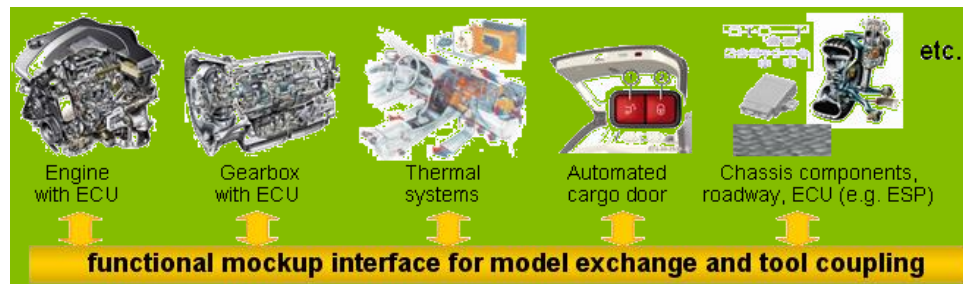 etc.
Engine
with ECU
Gearbox
with ECU
Thermal
systems
Automated
cargo door
Chassis components,
roadway, ECU (e.g. ESP)
functional mockup interface for model exchange and tool coupling